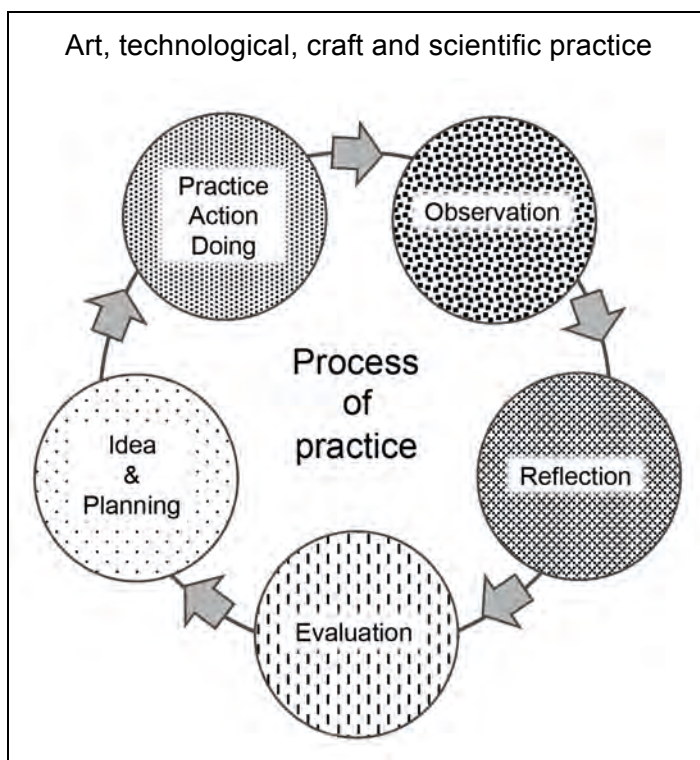 Art, technological, craft and scientific practice
Practice
Action
Doing
Observation
Process
of
practice
Idea
&
Planning
Reflection
Evaluation